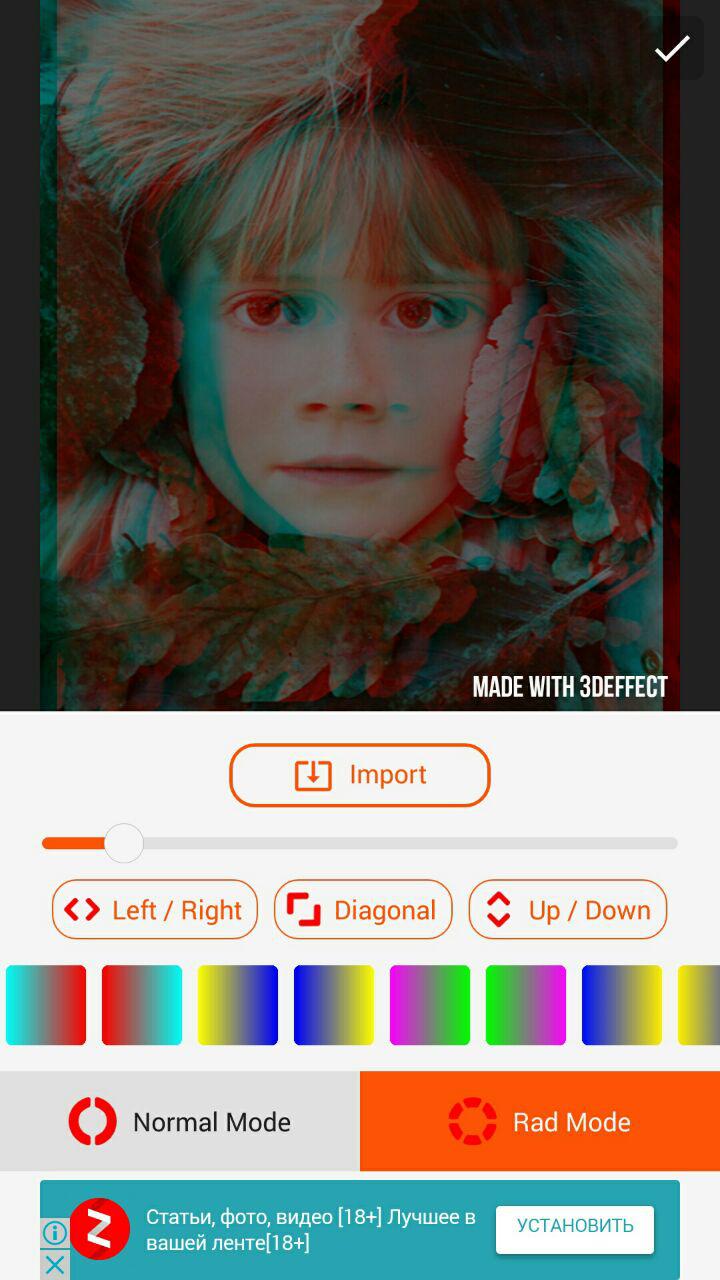 MADE WITH 3DEFFECT
Import
Left / Right
Diagonal
Up / Down
Normal Mode
Rad Mode
Статьи, фото, видео [18+] Лучшее в
вашей ленте[18+]
УСТАНОВИТЬ